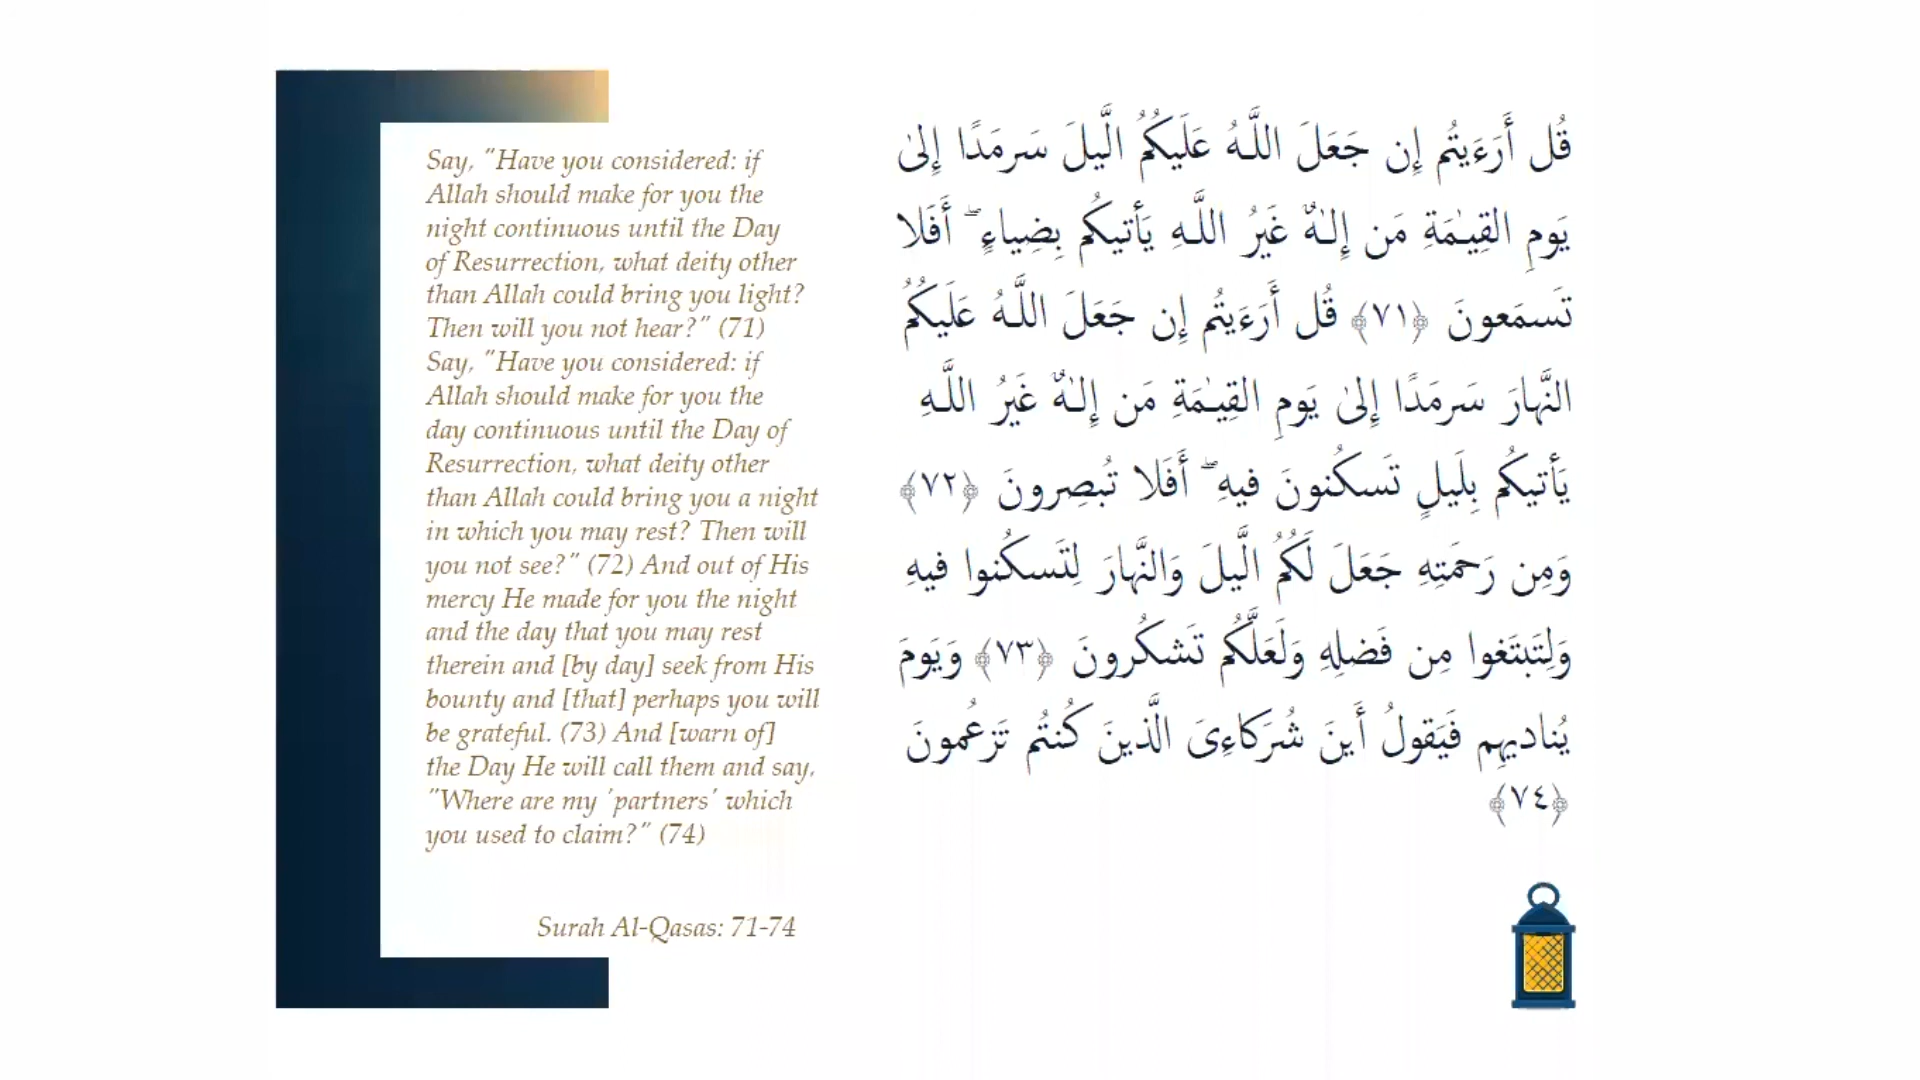 Say, "Have you considered: if
Allah should make for you the
night continuous until the Day
of Resurrection, what deity other
than Allah could bring you light?
Then will you not hear?" (71)
Say, "Have you considered: if
Allah should make for you the
day continuous until the Day of
Resurrection, what deity other
than Allah could bring you a night
in which you may rest? Then will
you not see?" (72) And out of His
mercy He made for you the night
and the day that you may rest
therein and [by day] seek from His
bounty and [that] perhaps you will
be grateful. (73) And [warn of]
the Day He will call them and say,
"Where are my 'partners' which
you used to claim?" (74)
Surah Al-Qasas: 71-74
قُل أَرَءَيتُم إِن جَعَلَ اللَّهُ عَلَيكُمُ الَّيلَ سَرمَدًا إِلىٰ
يَومِ القِيـٰمَةِ مَن إِلـٰهٌ غَيرُ اللَّهِ يَأتيكُم بِضِياءٍ ۖ أَفَلا
تَسمَعونَ ﴿٧١﴾ قُل أَرَءَيتُم إِن جَعَلَ اللَّهُ عَلَيكُمُ
النَّهارَ سَرمَدًا إِلىٰ يَومِ القِيـٰمَةِ مَن إِلـٰهٌ غَيرُ اللَّهِ
يَأتيكُم بِلَيلٍ تَسكُنونَ فيهِ ۖ أَفَلا تُبصِرونَ ﴿٧٢﴾
وَمِن رَحمَتِهِ جَعَلَ لَكُمُ الَّيلَ وَالنَّهارَ لِتَسكُنوا فيهِ
وَلِتَبتَغوا مِن فَضلِهِ وَلَعَلَّكُم تَشكُرونَ ﴿٧٣﴾ وَيَومَ
يُناديهِم فَيَقولُ أَينَ شُرَكاءِىَ الَّذينَ كُنتُم تَزعُمونَ
﴿٧٤﴾